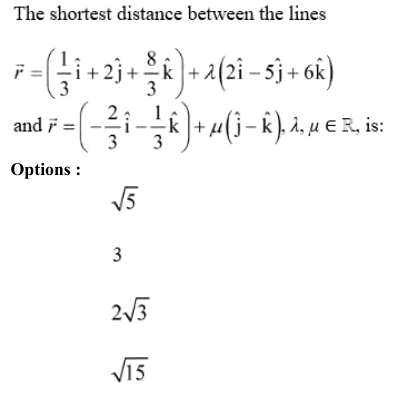 The shortest distance between the lines
r⃗ = (1/3 î + 2ĵ + 8/3 k̂) + λ(2î – 5ĵ + 6k̂)
and r⃗ = (–2/3 î – 1/3 k̂) + μ(ĵ – k̂), λ, μ ∈ ℝ, is:
Options :
√5
3
2√3
√15